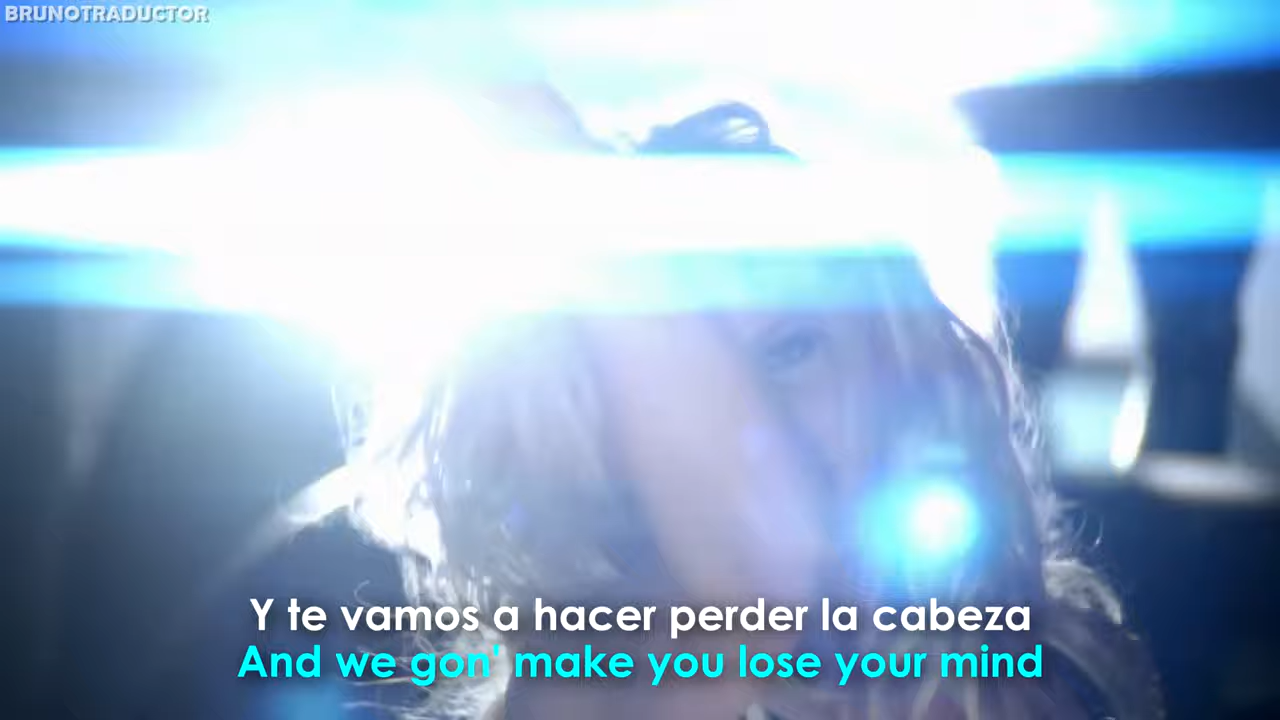 BRUNOTRADUCTOR
Y te vamos a hacer perder la cabeza
And we gon' make you lose your mind